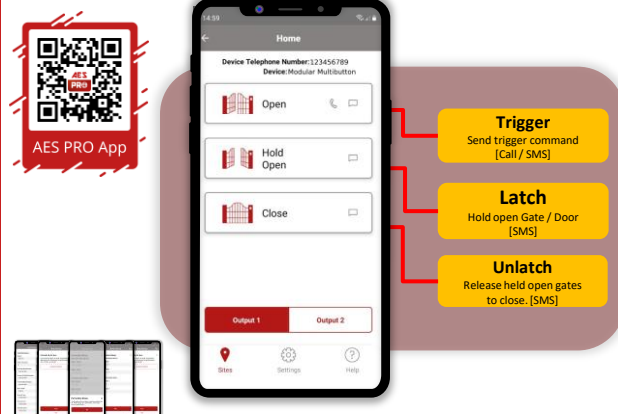 AES
PRO
AES PRO App
14:59
Home
Device Telephone Number:123456789
Device:Modular Multibutton
Open
Hold
Open
Close
Output 1
Output 2
Sites
Settings
Help
Trigger
Send trigger command
[Call / SMS]
Latch
Hold open Gate / Door
[SMS]
Unlatch
Release held open gates
to close. [SMS]